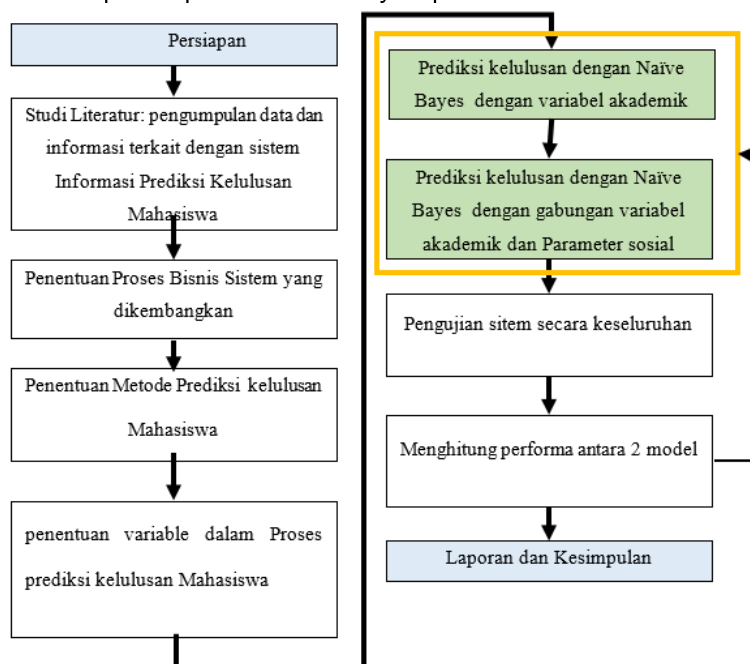 Persiapan
Studi Literatur: pengumpulan data dan
informasi terkait dengan sistem
Informasi Prediksi Kelulusan
Mahasiswa
Penentuan Proses Bisnis Sistem yang
dikembangkan
Penentuan Metode Prediksi kelulusan
Mahasiswa
penentuan variable dalam Proses
prediksi kelulusan Mahasiswa
Prediksi kelulusan dengan Naïve
Bayes dengan variabel akademik
Prediksi kelulusan dengan Naïve
Bayes dengan gabungan variabel
akademik dan Parameter sosial
Pengujian sitem secara keseluruhan
Menghitung performa antara 2 model
Laporan dan Kesimpulan